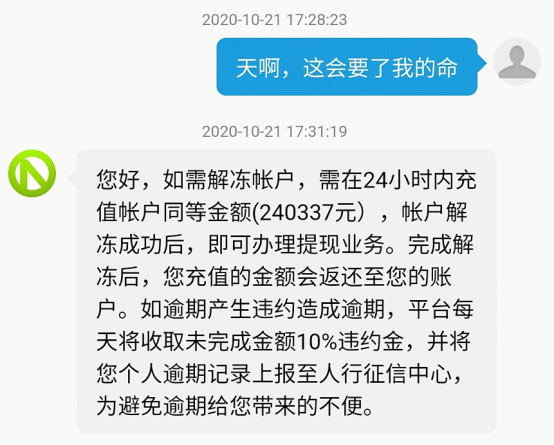 2020-10-21 17:28:23
天啊，这会要了我的命
2020-10-21 17:31:19
您好，如需解冻帐户，需在24小时内充
值帐户同等金额(240337元），帐户解
冻成功后，即可办理提现业务。完成解
冻后，您充值的金额会返还至您的账
户。如逾期产生违约造成逾期，平台每
天将收取未完成金额10%违约金，并将
您个人逾期记录上报至人行征信中心，
为避免逾期给您带来的不便。